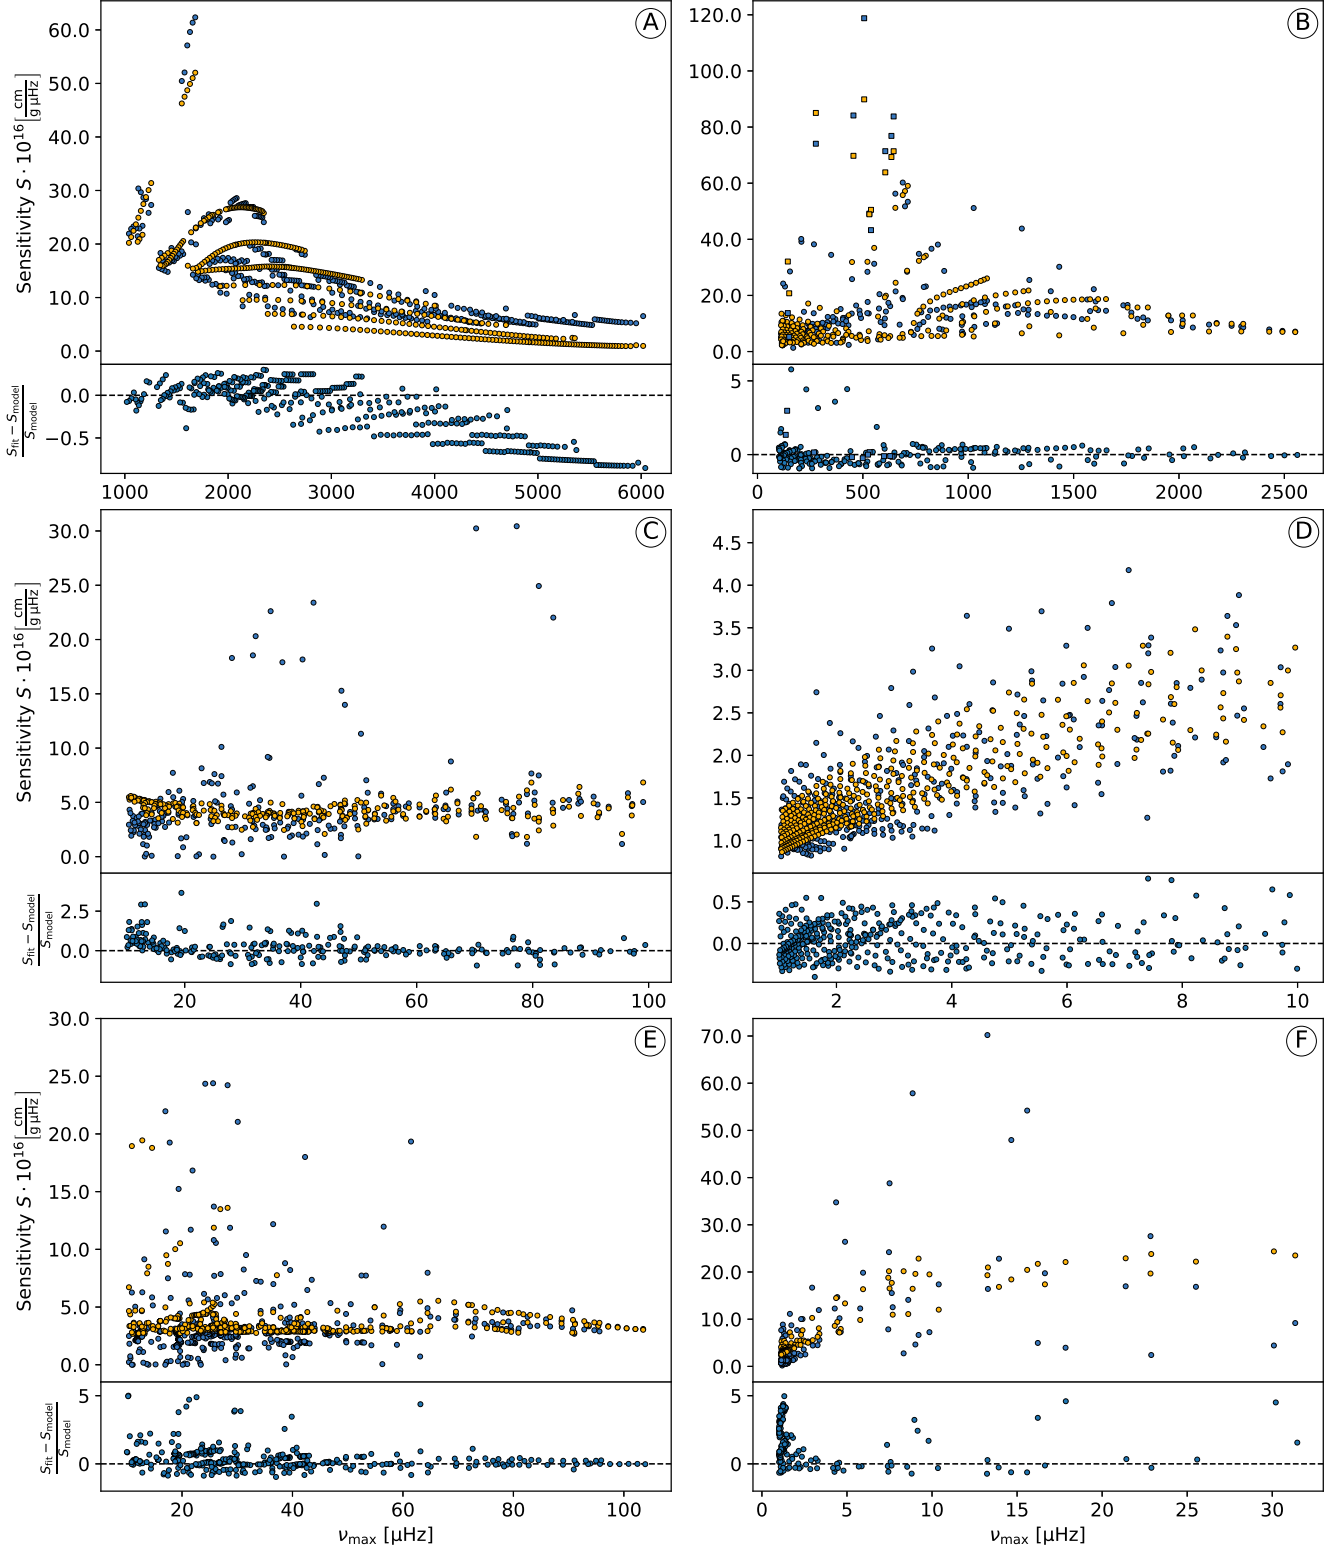 A
Sensitivity S · 10^16 [cm / g μHz]
60.0
50.0
40.0
30.0
20.0
10.0
0.0
S_fit − S_model / S_model
0.0
−0.5
1000 2000 3000 4000 5000 6000
B
120.0
100.0
80.0
60.0
40.0
20.0
0.0
5
0
0 500 1000 1500 2000 2500
C
Sensitivity S · 10^16 [cm / g μHz]
30.0
25.0
20.0
15.0
10.0
5.0
0.0
S_fit − S_model / S_model
2.5
0.0
20 40 60 80 100
D
4.5
4.0
3.5
3.0
2.5
2.0
1.5
1.0
0.5
0.0
2 4 6 8 10
E
Sensitivity S · 10^16 [cm / g μHz]
30.0
25.0
20.0
15.0
10.0
5.0
0.0
S_fit − S_model / S_model
5
0
20 40 60 80 100
ν_max [μHz]
F
70.0
60.0
50.0
40.0
30.0
20.0
10.0
0.0
5
0
0 5 10 15 20 25 30
ν_max [μHz]